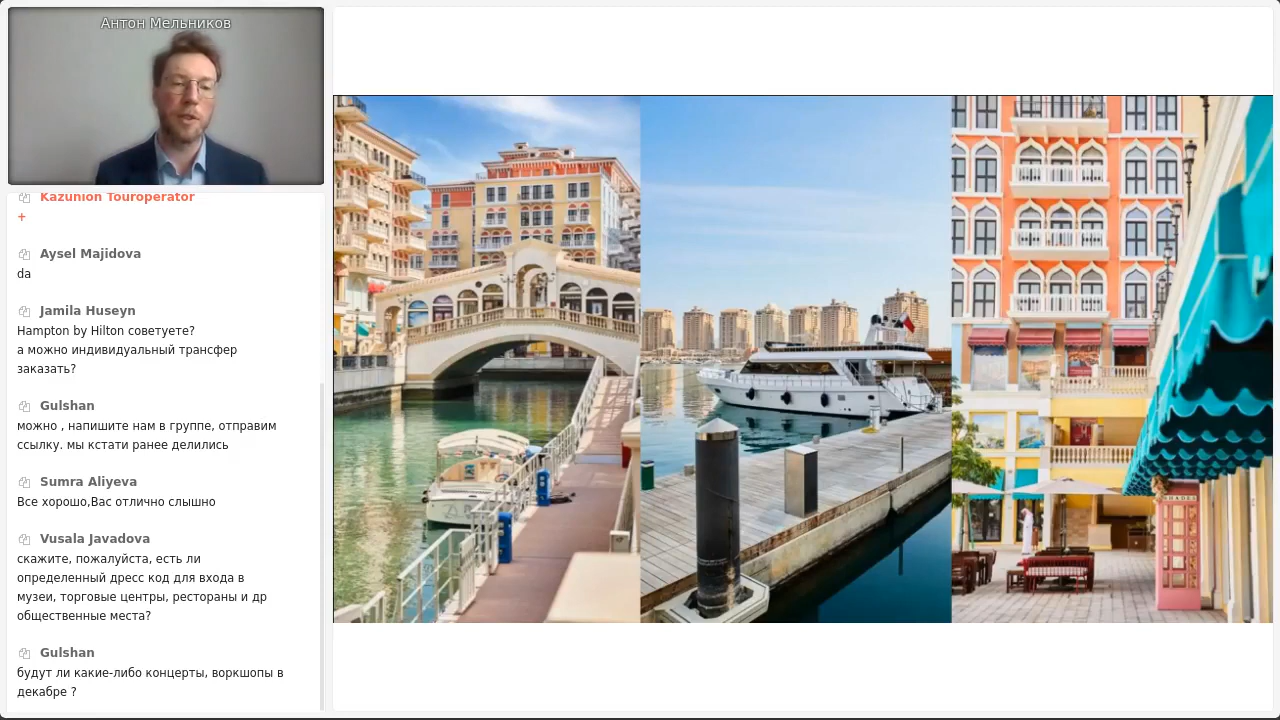 Антон Мельников
Kazunion Touroperator
+
Aysel Majidova
da
Jamila Huseyn
Hampton by Hilton советуете?
а можно индивидуальный трансфер
заказать?
Gulshan
можно , напишите нам в группе, отправим
ссылку. мы кстати ранее делились
Sumra Aliyeva
Все хорошо,Вас отлично слышно
Vusala Javadova
скажите, пожалуйста, есть ли
определенный дресс код для входа в
музеи, торговые центры, рестораны и др
общественные места?
Gulshan
будут ли какие-либо концерты, воркшопы в
декабре ?